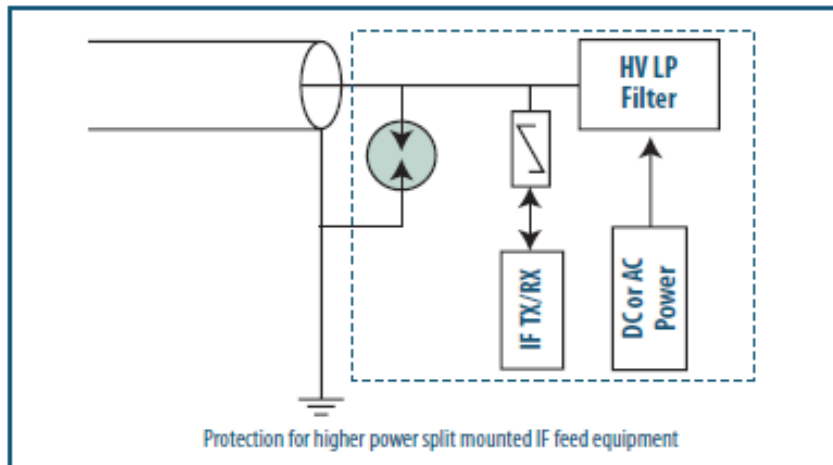 HV LP
Filter
IF TX/RX
DC or AC
Power
Protection for higher power split mounted IF feed equipment